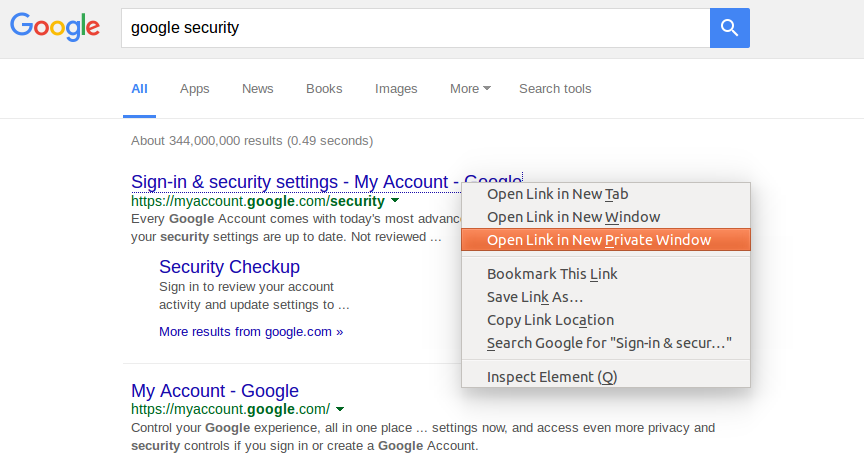 Google
google security
All Apps News Books Images More Search tools
About 344,000,000 results (0.49 seconds)
Sign-in & security settings - My Account - Google
https://myaccount.google.com/security
Every Google Account comes with today's most advanc
your security settings are up to date. Not reviewed ...
Security Checkup
Sign in to review your account
activity and update settings to ...
More results from google.com »
Open Link in New Tab
Open Link in New Window
Open Link in New Private Window
Bookmark This Link
Save Link As…
Copy Link Location
Search Google for "Sign-in & secur…"
Inspect Element (Q)
My Account - Google
https://myaccount.google.com/
Control your Google experience, all in one place ... settings now, and access even more privacy and
security controls if you sign in or create a Google Account.